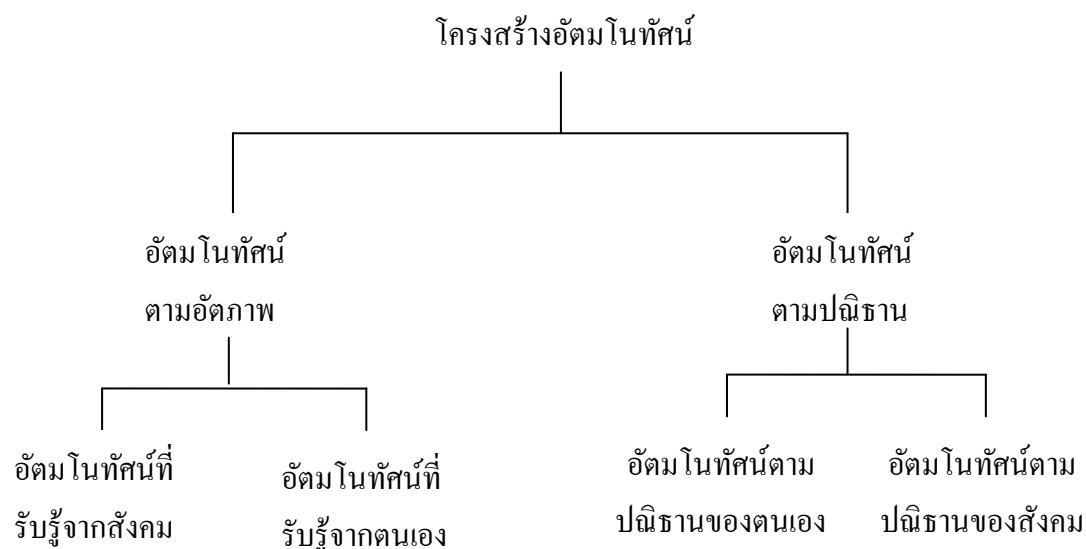 โครงสร้างอัตมโนทัศน์
อัตมโนทัศน์
ตามอัตภาพ
อัตมโนทัศน์
ตามปณิธาน
อัตมโนทัศน์ที่
รับรู้จากสังคม
อัตมโนทัศน์ที่
รับรู้จากตนเอง
อัตมโนทัศน์ตาม
ปณิธานของตนเอง
อัตมโนทัศน์ตาม
ปณิธานของสังคม